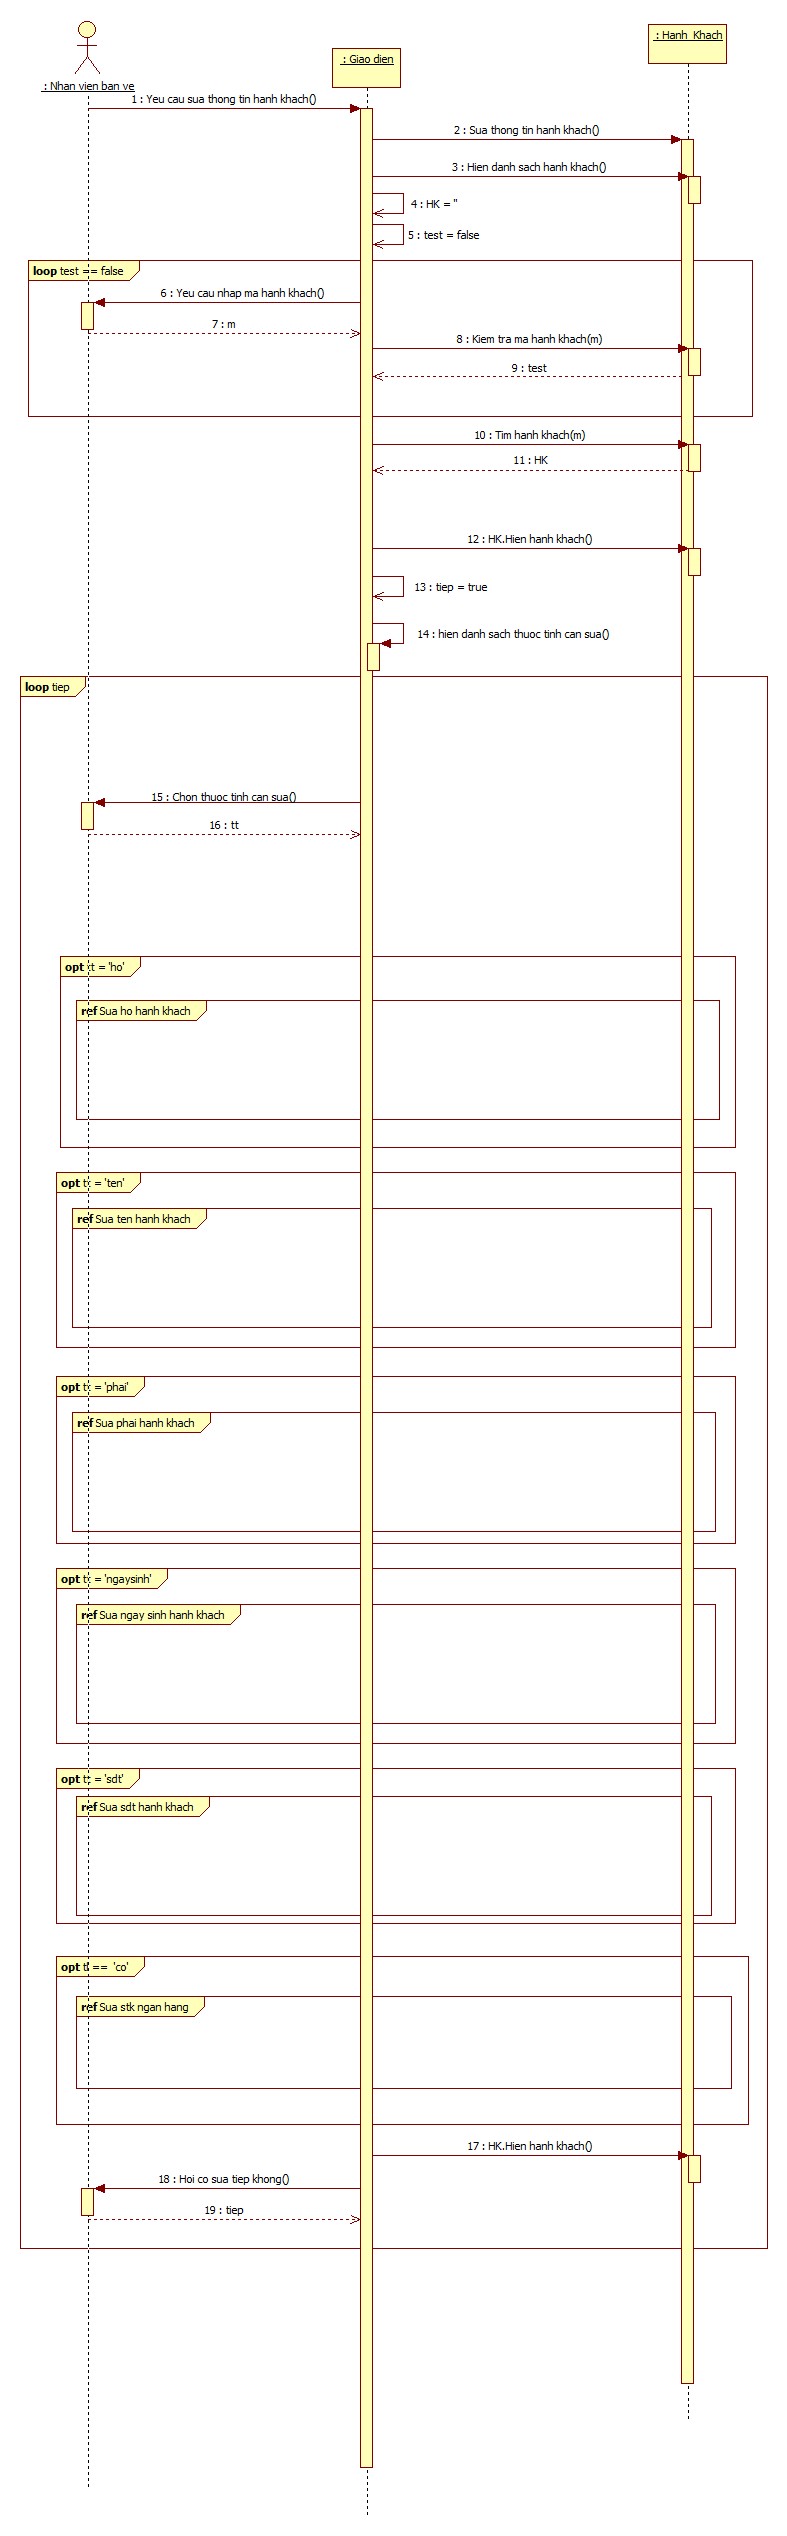 : Hanh_Khach
: Giao dien
: Nhan vien ban ve
1 : Yeu cau sua thong tin hanh khach()
2 : Sua thong tin hanh khach()
3 : Hien danh sach hanh khach()
4 : HK = ''
5 : test = false
loop test == false
6 : Yeu cau nhap ma hanh khach()
7 : m
8 : Kiem tra ma hanh khach(m)
9 : test
10 : Tim hanh khach(m)
11 : HK
12 : HK.Hien hanh khach()
13 : tiep = true
14 : hien danh sach thuoc tinh can sua()
loop tiep
15 : Chon thuoc tinh can sua()
16 : tt
opt tt = 'ho'
ref Sua ho hanh khach
opt tt = 'ten'
ref Sua ten hanh khach
opt tt = 'phai'
ref Sua phai hanh khach
opt tt = 'ngaysinh'
ref Sua ngay sinh hanh khach
opt tt = 'sdt'
ref Sua sdt hanh khach
opt tl == 'co'
ref Sua stk ngan hang
17 : HK.Hien hanh khach()
18 : Hoi co sua tiep khong()
19 : tiep